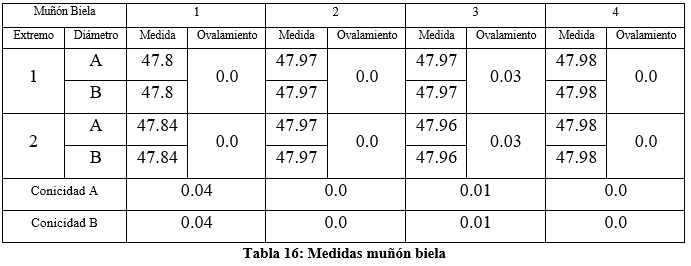 Muñón Biela 1 2 3 4
Extremo Diámetro Medida Ovalamiento Medida Ovalamiento Medida Ovalamiento Medida Ovalamiento
1 A 47.8 0.0 47.97 0.0 47.97 0.03 47.98 0.0
B 47.8 47.97 47.97 47.98
2 A 47.84 0.0 47.97 0.0 47.96 0.03 47.98 0.0
B 47.84 47.97 47.96 47.98
Conicidad A 0.04 0.0 0.01 0.0
Conicidad B 0.04 0.0 0.01 0.0
Tabla 16: Medidas muñón biela